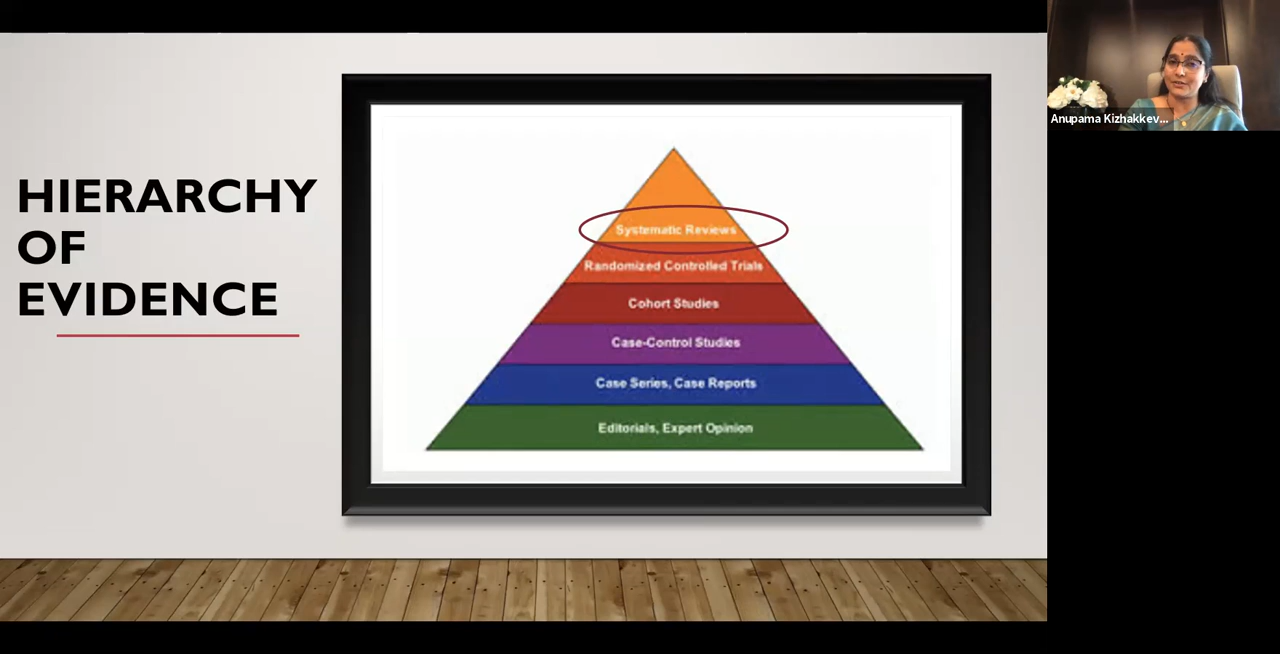 HIERARCHY
OF
EVIDENCE
Systematic Reviews
Randomized Controlled Trials
Cohort Studies
Case-Control Studies
Case Series, Case Reports
Editorials, Expert Opinion
Anupama Kizhakkev...